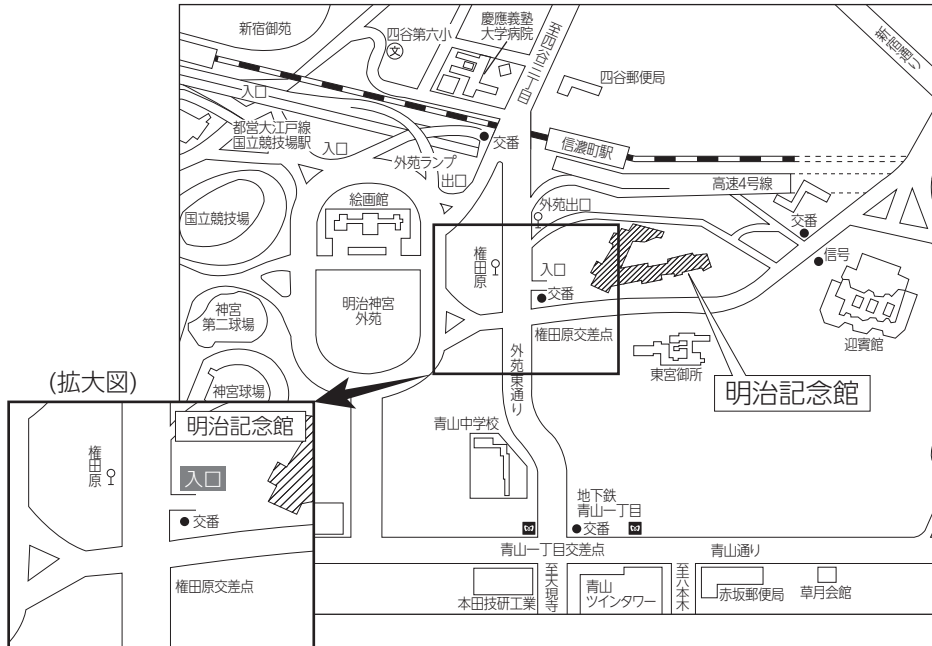 新宿御苑
四谷第六小
文
慶應義塾
大学病院
至四谷三丁目
新宿通り
四谷郵便局
入口
都営大江戸線
国立競技場駅
入口
外苑ランプ
出口
交番
信濃町駅
高速4号線
国立競技場
絵画館
外苑出口
交番
信号
権田原
入口
交番
神宮
第二球場
明治神宮
外苑
権田原交差点
外苑東通り
東宮御所
迎賓館
明治記念館
(拡大図)
神宮球場
明治記念館
権田原
入口
交番
権田原交差点
青山中学校
地下鉄
青山一丁目
交番
青山一丁目交差点
青山通り
本田技研工業
至天現寺
青山
ツインタワー
至六本木
赤坂郵便局
草月会館